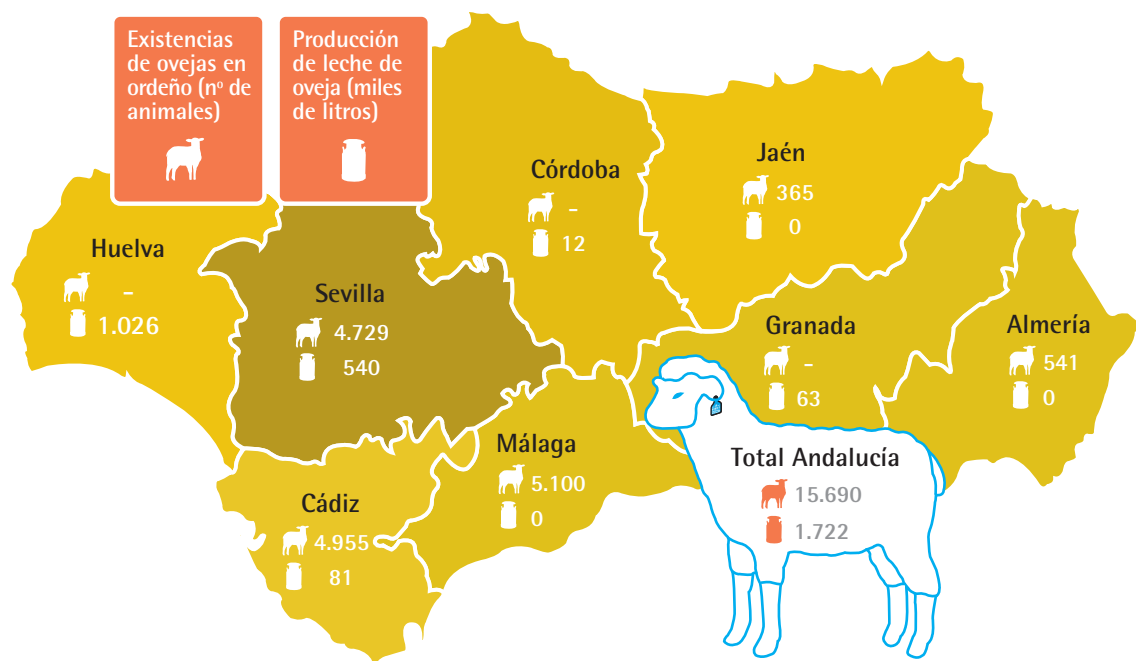 Existencias
de ovejas en
ordeño (nº de
animales)
Producción
de leche de
oveja (miles
de litros)
Córdoba
–
12
Jaén
365
0
Huelva
–
1.026
Sevilla
4.729
540
Granada
–
63
Almería
541
0
Málaga
5.100
0
Cádiz
4.955
81
Total Andalucía
15.690
1.722